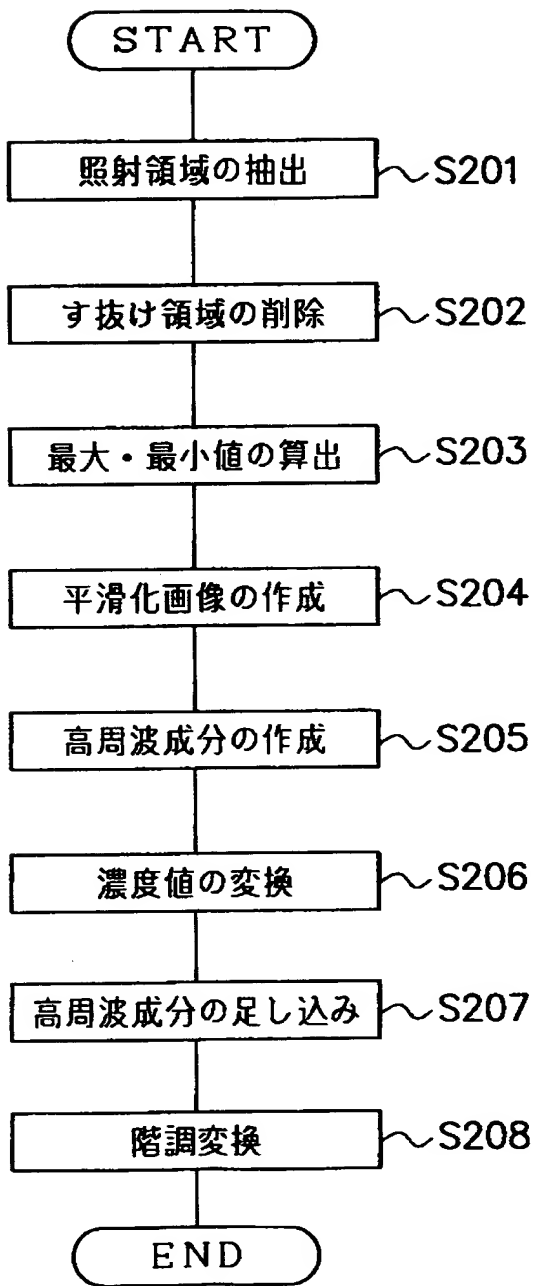 START
照射領域の抽出 S201
す抜け領域の削除 S202
最大・最小値の算出 S203
平滑化画像の作成 S204
高周波成分の作成 S205
濃度値の変換 S206
高周波成分の足し込み S207
階調変換 S208
END